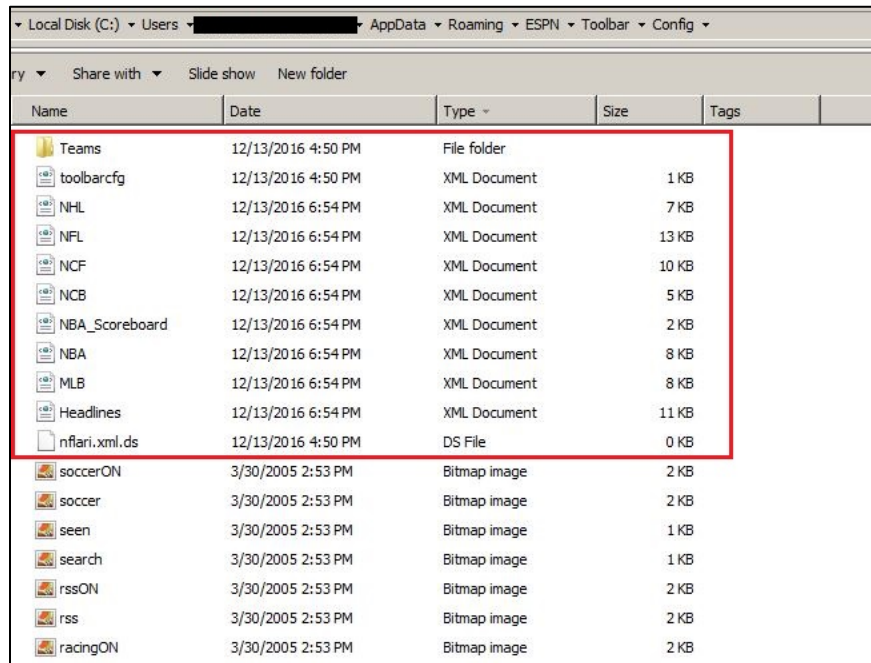 Local Disk (C:) Users AppData Roaming ESPN Toolbar Config
ry Share with Slide show New folder
Name Date Type Size Tags
Teams 12/13/2016 4:50 PM File folder
toolbarcfg 12/13/2016 4:50 PM XML Document 1 KB
NHL 12/13/2016 6:54 PM XML Document 7 KB
NFL 12/13/2016 6:54 PM XML Document 13 KB
NCF 12/13/2016 6:54 PM XML Document 10 KB
NCB 12/13/2016 6:54 PM XML Document 5 KB
NBA_Scoreboard 12/13/2016 6:54 PM XML Document 2 KB
NBA 12/13/2016 6:54 PM XML Document 8 KB
MLB 12/13/2016 6:54 PM XML Document 8 KB
Headlines 12/13/2016 6:54 PM XML Document 11 KB
nflari.xml.ds 12/13/2016 4:50 PM DS File 0 KB
soccerON 3/30/2005 2:53 PM Bitmap image 2 KB
soccer 3/30/2005 2:53 PM Bitmap image 2 KB
seen 3/30/2005 2:53 PM Bitmap image 1 KB
search 3/30/2005 2:53 PM Bitmap image 1 KB
rssON 3/30/2005 2:53 PM Bitmap image 2 KB
rss 3/30/2005 2:53 PM Bitmap image 2 KB
racingON 3/30/2005 2:53 PM Bitmap image 2 KB